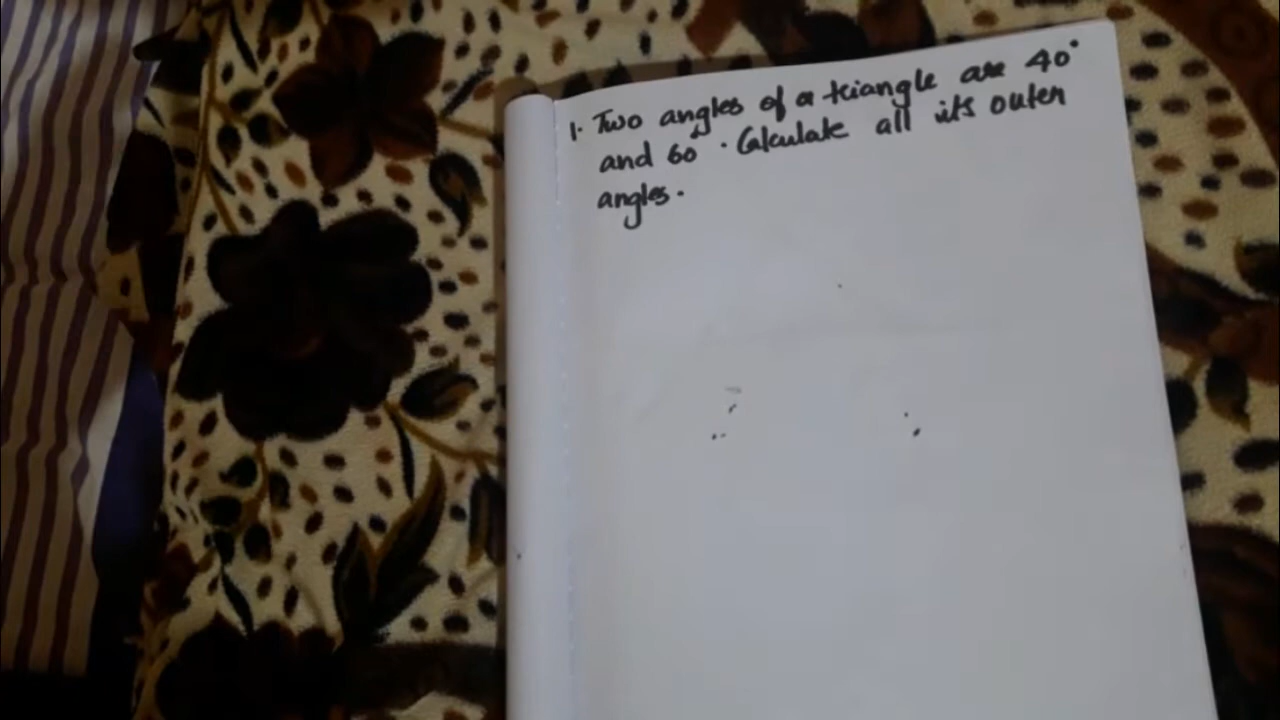 1. Two angles of a triangle are 40°
and 60°. Calculate all its outer
angles.